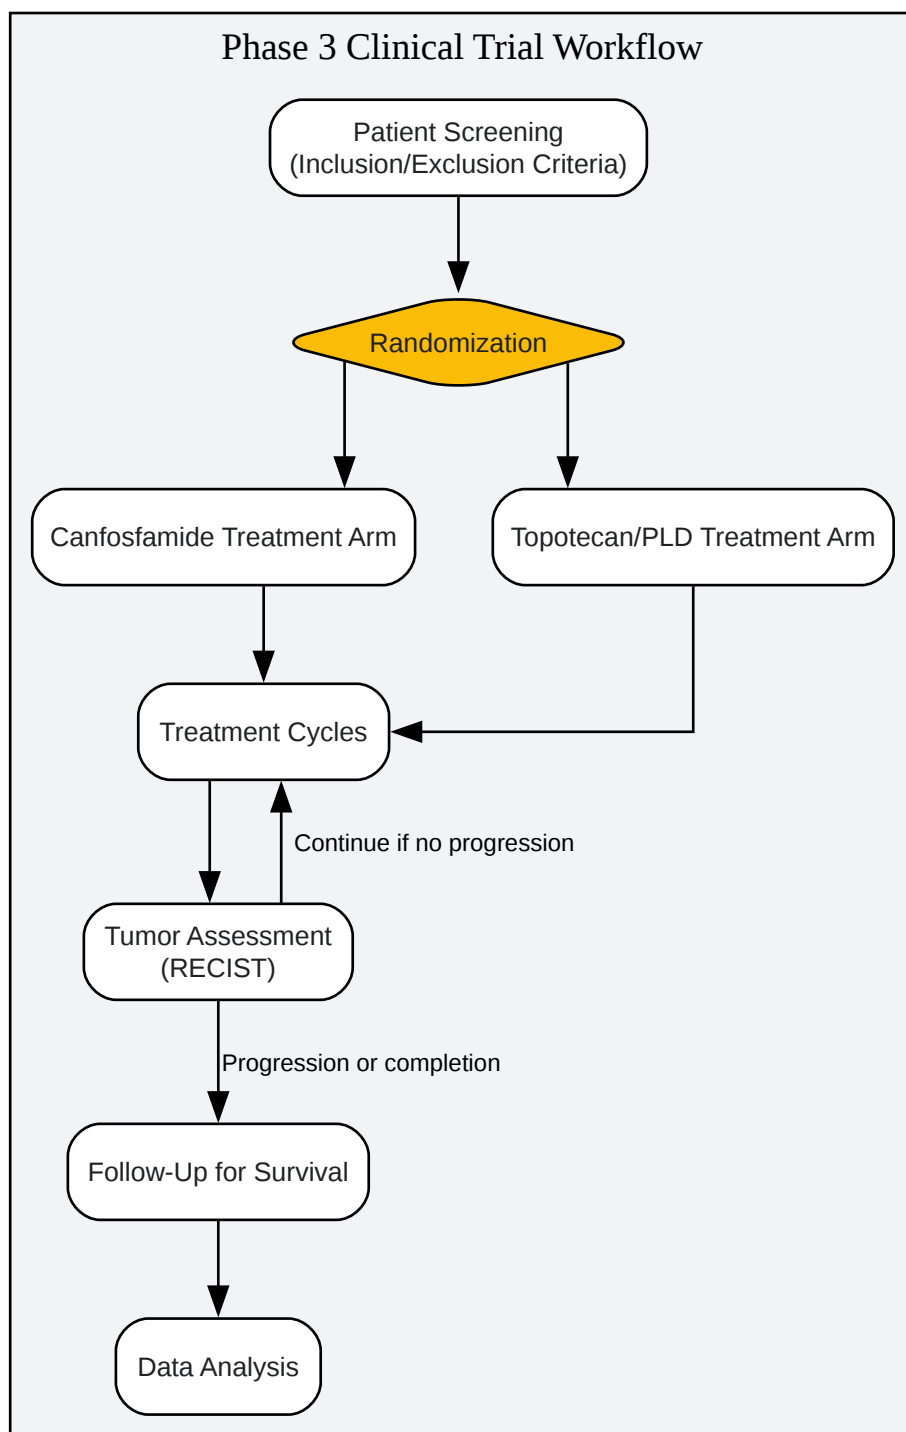 Phase 3 Clinical Trial Workflow
Patient Screening
(Inclusion/Exclusion Criteria)
Randomization
Canfosfamide Treatment Arm
Topotecan/PLD Treatment Arm
Treatment Cycles
Continue if no progression
Tumor Assessment
(RECIST)
Progression or completion
Follow-Up for Survival
Data Analysis